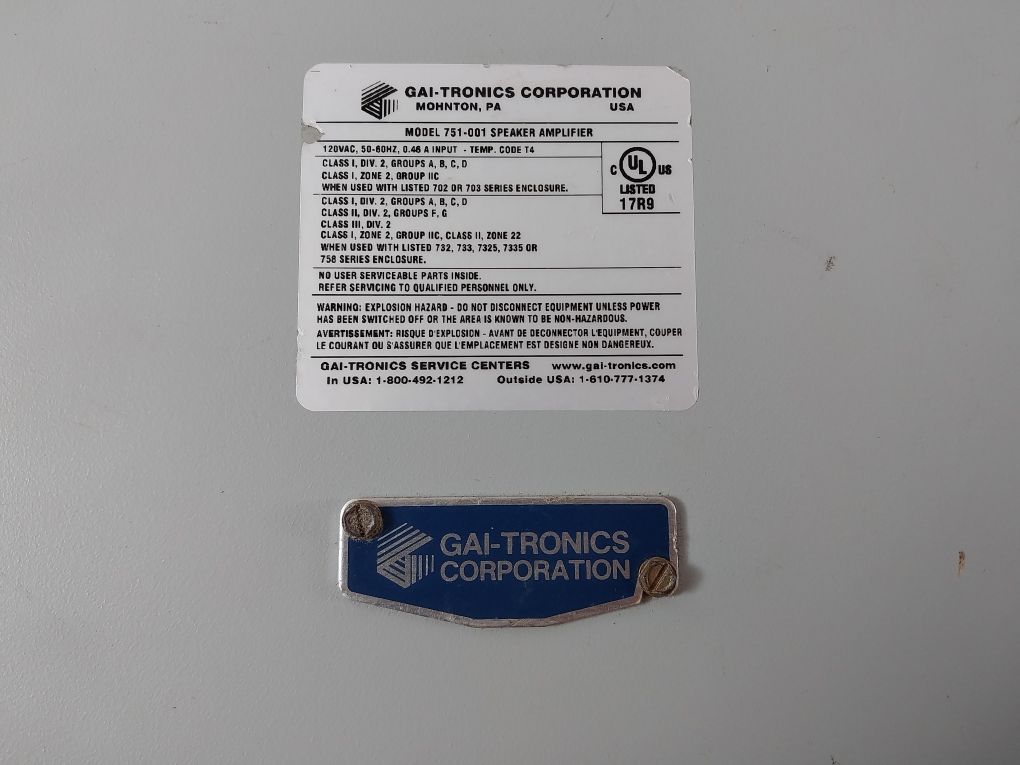 GAI-TRONICS CORPORATION
MOHNTON, PA USA
MODEL 751-001 SPEAKER AMPLIFIER
120VAC, 50-60HZ, 0.46 A INPUT - TEMP. CODE T4
CLASS I, DIV. 2, GROUPS A, B, C, D
CLASS I, ZONE 2, GROUP IIC
WHEN USED WITH LISTED 702 OR 703 SERIES ENCLOSURE.
C UL US
LISTED
17R9
CLASS I, DIV. 2, GROUPS A, B, C, D
CLASS II, DIV. 2, GROUPS F, G
CLASS III, DIV. 2
CLASS I, ZONE 2, GROUP IIC, CLASS II, ZONE 22
WHEN USED WITH LISTED 732, 733, 7325, 7335 OR
758 SERIES ENCLOSURE.
NO USER SERVICEABLE PARTS INSIDE.
REFER SERVICING TO QUALIFIED PERSONNEL ONLY.
WARNING: EXPLOSION HAZARD - DO NOT DISCONNECT EQUIPMENT UNLESS POWER
HAS BEEN SWITCHED OFF OR THE AREA IS KNOWN TO BE NON-HAZARDOUS.
AVERTISSEMENT: RISQUE D'EXPLOSION - AVANT DE DECONNECTOR L'EQUIPMENT, COUPER
LE COURANT OU S'ASSURER QUE L'EMPLACEMENT EST DESIGNE NON DANGEREUX.
GAI-TRONICS SERVICE CENTERS www.gai-tronics.com
In USA: 1-800-492-1212 Outside USA: 1-610-777-1374
GAI-TRONICS
CORPORATION